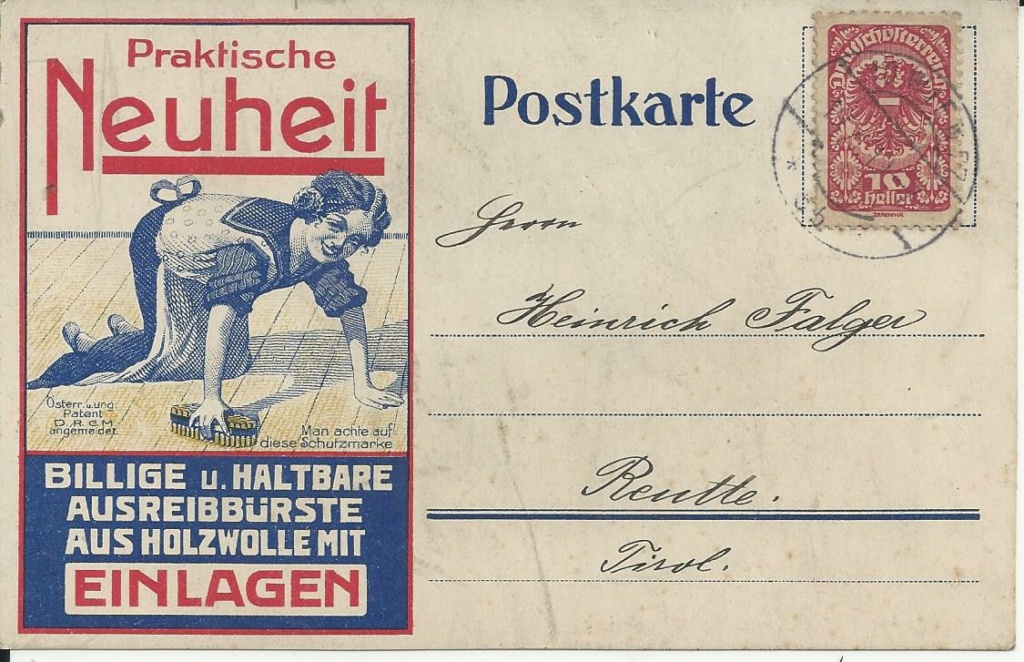 Praktische
Neuheit
Österr. u. ung.
Patent
D. R. G. M.
angemeldet.
Man achte auf
diese Schutzmarke
BILLIGE u. HALTBARE
AUSREIBBÜRSTE
AUS HOLZWOLLE MIT
EINLAGEN
Postkarte
Deutschösterreich
10
Heller
Herrn
Heinrich Falger
Reutte.
Tirol.